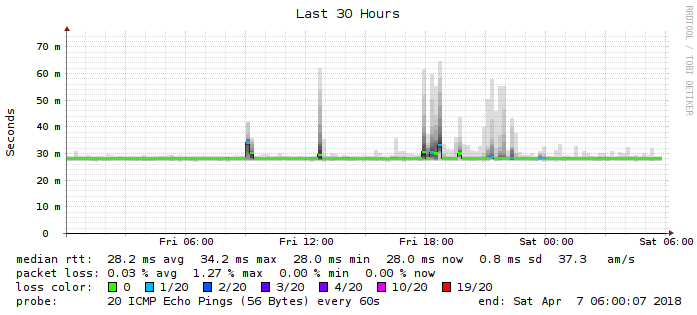 Last 30 Hours
RRDTOOL / TOBI OETIKER
Seconds
70 m
60 m
50 m
40 m
30 m
20 m
10 m
0
Fri 06:00 Fri 12:00 Fri 18:00 Sat 00:00 Sat 06:00
median rtt: 28.2 ms avg 34.2 ms max 28.0 ms min 28.0 ms now 0.8 ms sd 37.3 am/s
packet loss: 0.03 % avg 1.27 % max 0.00 % min 0.00 % now
loss color: 0 1/20 2/20 3/20 4/20 10/20 19/20
probe: 20 ICMP Echo Pings (56 Bytes) every 60s end: Sat Apr 7 06:00:07 2018